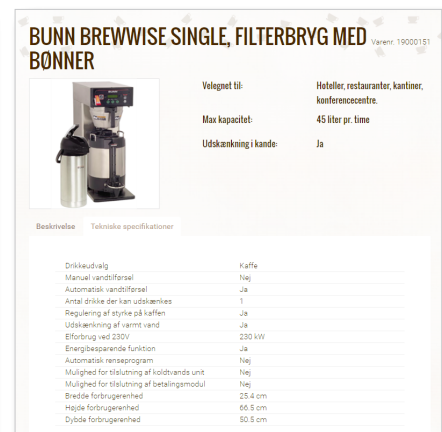 BUNN BREWWISE SINGLE, FILTERBRYG MED
BØNNER
Varenr. 19000151
Velegnet til: Hoteller, restauranter, kantiner,
konferencecentre.
Max kapacitet: 45 liter pr. time
Udskænkning i kande: Ja
Beskrivelse Tekniske specifikationer
Drikkeudvalg Kaffe
Manuel vandtilførsel Nej
Automatisk vandtilførsel Ja
Antal drikke der kan udskænkes 1
Regulering af styrke på kaffen Ja
Udskænkning af varmt vand Ja
Elforbrug ved 230V 230 kW
Energibesparende funktion Ja
Automatisk renseprogram Nej
Mulighed for tilslutning af koldtvands unit Nej
Mulighed for tilslutning af betalingsmodul Nej
Bredde forbrugerenhed 25.4 cm
Højde forbrugerenhed 66.5 cm
Dybde forbrugerenhed 50.5 cm